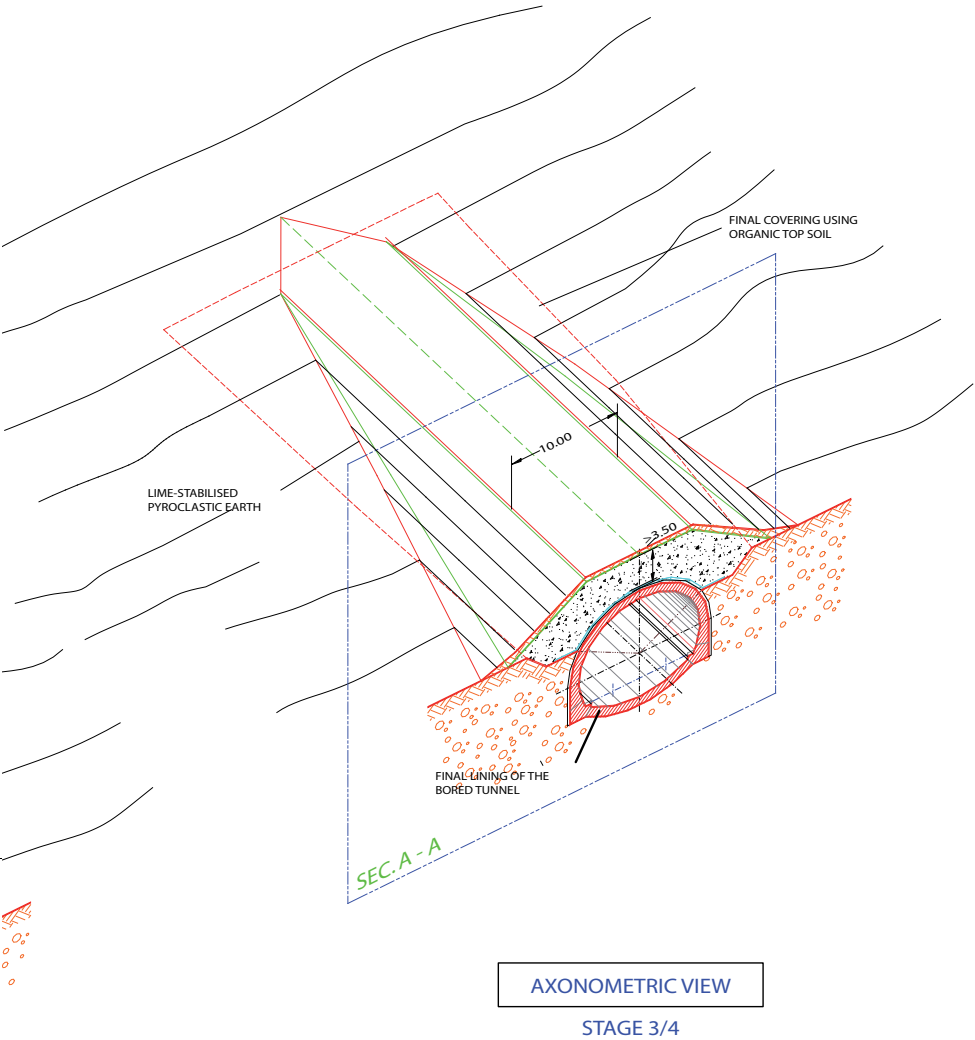 FINAL COVERING USING
ORGANIC TOP SOIL
10.00
LIME-STABILISED
PYROCLASTIC EARTH
≥3.50
FINAL LINING OF THE
BORED TUNNEL
SEC. A - A
AXONOMETRIC VIEW
STAGE 3/4